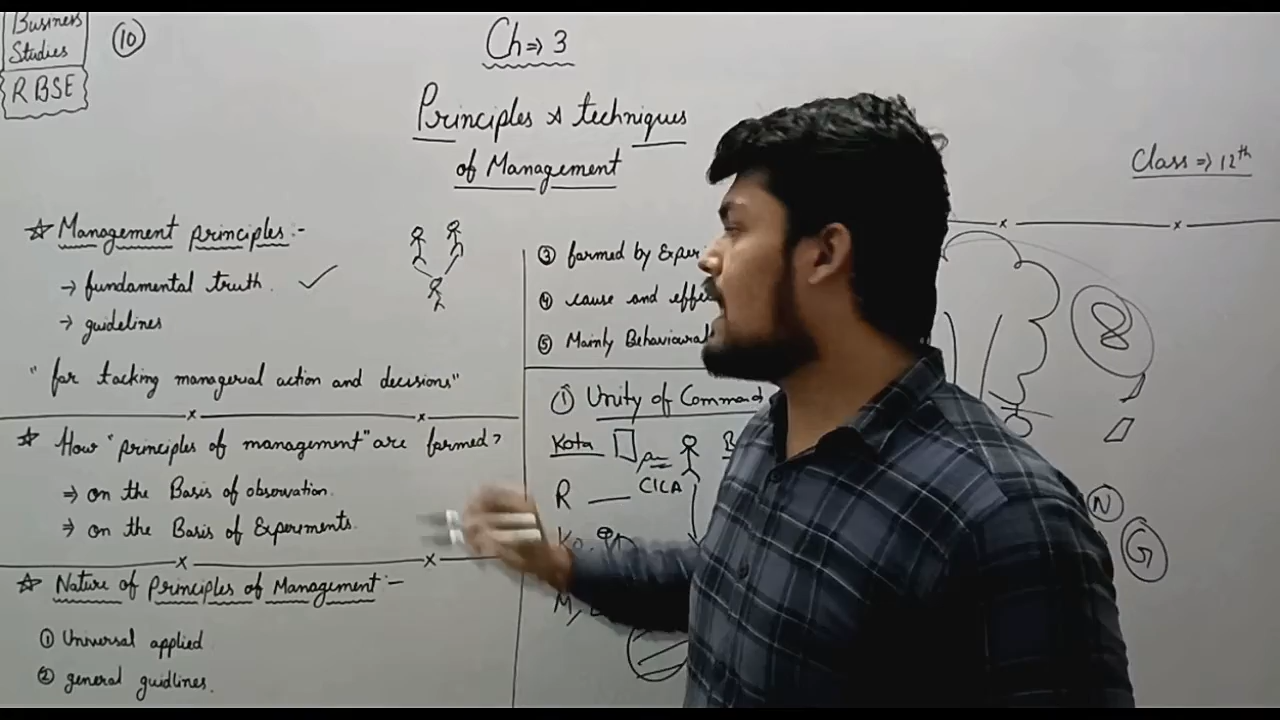 Business
Studies
RBSE
10
Ch⇒ 3
Principles & techniques
of Management
Class ⇒ 12th
☆ Management principles:-
→ fundamental truth. ✓
→ guidelines
"for tacking managerial action and decisions"
☆ How "principles of management" are formed?
⇒ on the Basis of observation.
⇒ on the Basis of Experiments.
☆ Nature of Principles of Management:-
① Universal applied
② general guidlines.
③ formed by Exper
④ cause and effe
⑤ Mainly Behavioural
① Unity of Command
Kota
CICA
R
M,
8
N
G